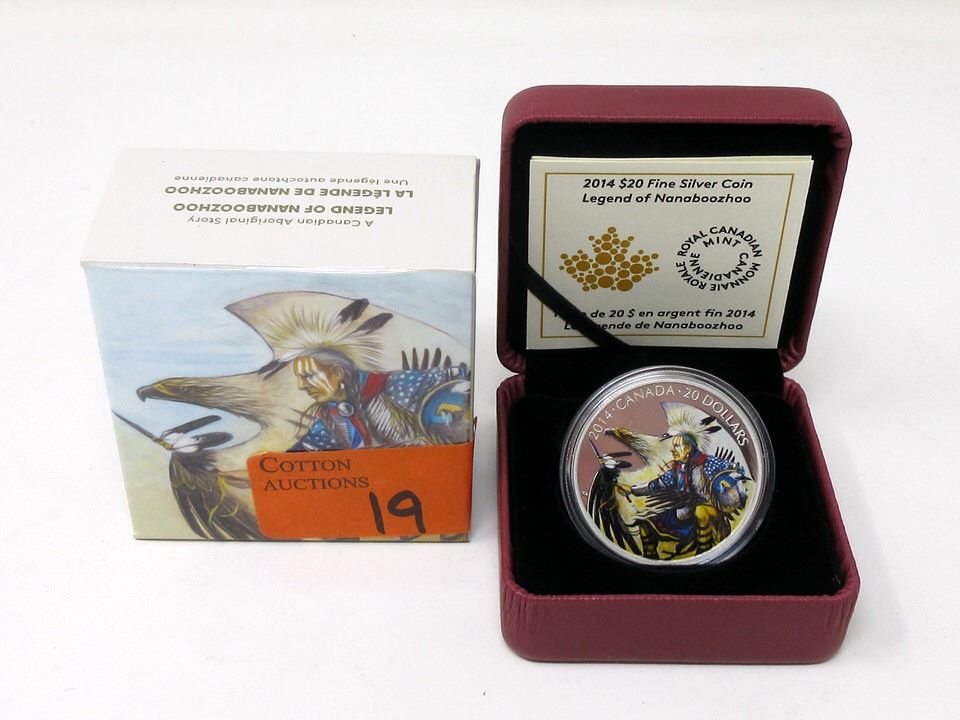 A Canadian Aboriginal Story
LEGEND OF NANABOOZHOO
LA LÉGENDE DE NANABOOZHOO
Une légende autochtone canadienne
COTTON
AUCTIONS
19
2014 $20 Fine Silver Coin
Legend of Nanaboozhoo
ROYAL CANADIAN MINT
MONNAIE ROYALE CANADIENNE
de 20 $ en argent fin 2014
de Nanaboozhoo
2014 · CANADA · 20 DOLLARS